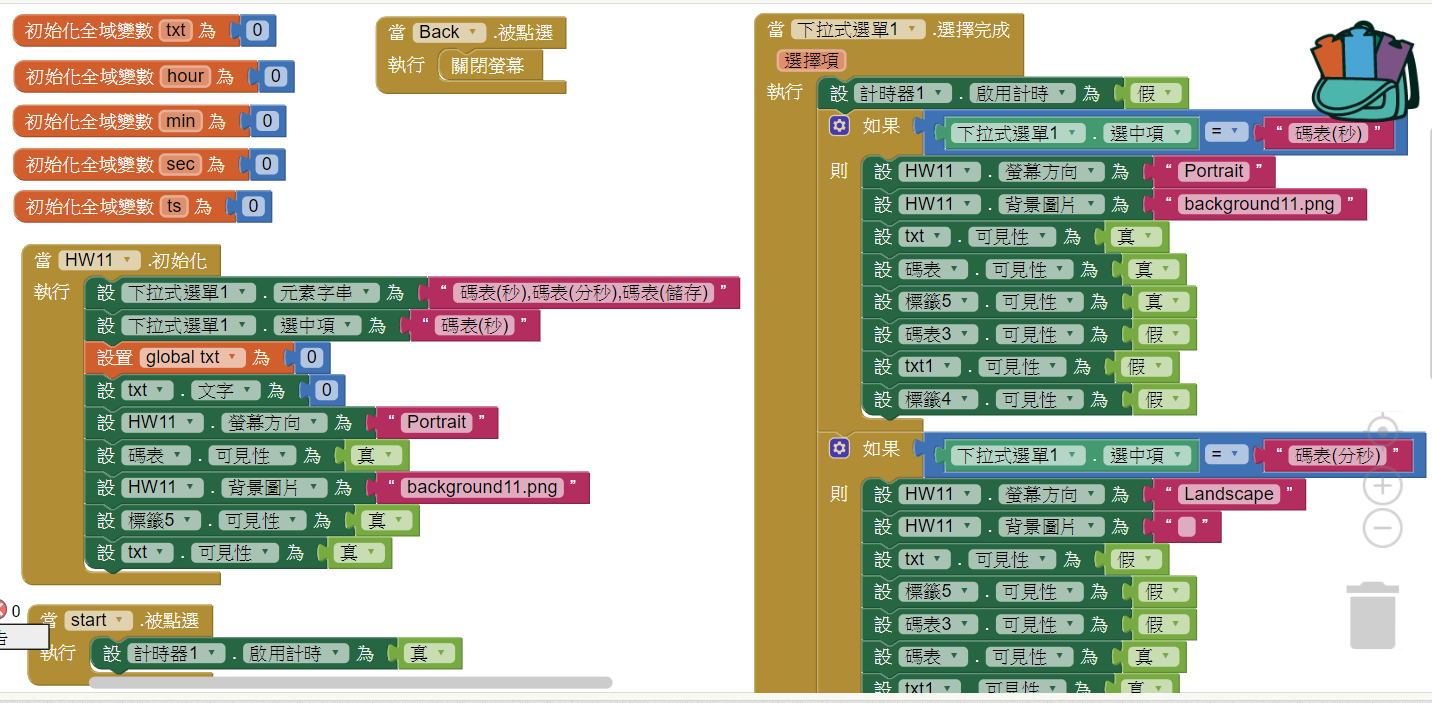 初始化全域變數 txt 為 0
初始化全域變數 hour 為 0
初始化全域變數 min 為 0
初始化全域變數 sec 為 0
初始化全域變數 ts 為 0
當 HW11 .初始化
執行 設 下拉式選單1 . 元素字串 為 “ 碼表(秒),碼表(分秒),碼表(儲存) ”
設 下拉式選單1 . 選中項 為 “ 碼表(秒) ”
設置 global txt 為 0
設 txt . 文字 為 0
設 HW11 . 螢幕方向 為 “ Portrait ”
設 碼表 . 可見性 為 真
設 HW11 . 背景圖片 為 “ background11.png ”
設 標籤5 . 可見性 為 真
設 txt . 可見性 為 真
0
當 start .被點選
執行 設 計時器1 . 啟用計時 為 真
當 Back .被點選
執行 關閉螢幕
當 下拉式選單1 .選擇完成
選擇項
執行 設 計時器1 . 啟用計時 為 假
如果 下拉式選單1 . 選中項 = “ 碼表(秒) ”
則 設 HW11 . 螢幕方向 為 “ Portrait ”
設 HW11 . 背景圖片 為 “ background11.png ”
設 txt . 可見性 為 真
設 碼表 . 可見性 為 真
設 標籤5 . 可見性 為 真
設 碼表3 . 可見性 為 假
設 txt1 . 可見性 為 假
設 標籤4 . 可見性 為 假
如果 下拉式選單1 . 選中項 = “ 碼表(分秒) ”
則 設 HW11 . 螢幕方向 為 “ Landscape ”
設 HW11 . 背景圖片 為 “ ”
設 txt . 可見性 為 假
設 標籤5 . 可見性 為 假
設 碼表3 . 可見性 為 假
設 碼表 . 可見性 為 真
設 txt1 . 可見性 為 真